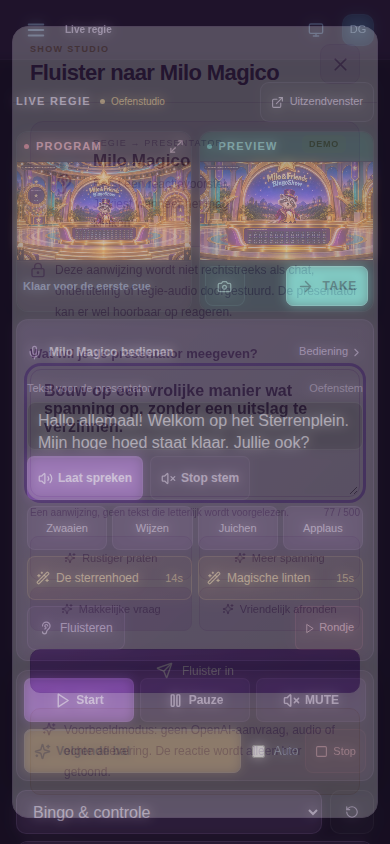 Live regie
DG
SHOW STUDIO
Fluister naar Milo Magico
LIVE REGIE
Oefenstudio
Uitzendvenster
PROGRAM
PREVIEW
DEMO
Milo Magico
Klaar voor de eerste cue
TAKE
Deze aanwijzing wordt niet rechtstreeks als chat,
ondertiteling of regie-audio doorgestuurd. De presentator
kan er wel hoorbaar op reageren.
Milo Magico bedienen
Bediening
Tekst voor de presentator
Oefenstem
Bouw op een vrolijke manier wat
spanning op, zonder een uitslag te
verzinnen.
Hallo allemaal! Welkom op het Sterrenplein.
Mijn hoge hoed staat klaar. Jullie ook?
Laat spreken
Stop stem
Een aanwijzing, geen tekst die letterlijk wordt voorgelezen.
77 / 500
Zwaaien
Wijzen
Juichen
Applaus
Rustiger praten
Meer spanning
De sterrenhoed
14s
Magische linten
15s
Makkelijke vraag
Vriendelijk afronden
Fluisteren
Rondje
Fluister in
Start
Pauze
MUTE
Voorbeeldmodus: geen OpenAI-aanvraag, audio of
Volgende bal
Auto
Stop
getoond.
Bingo & controle